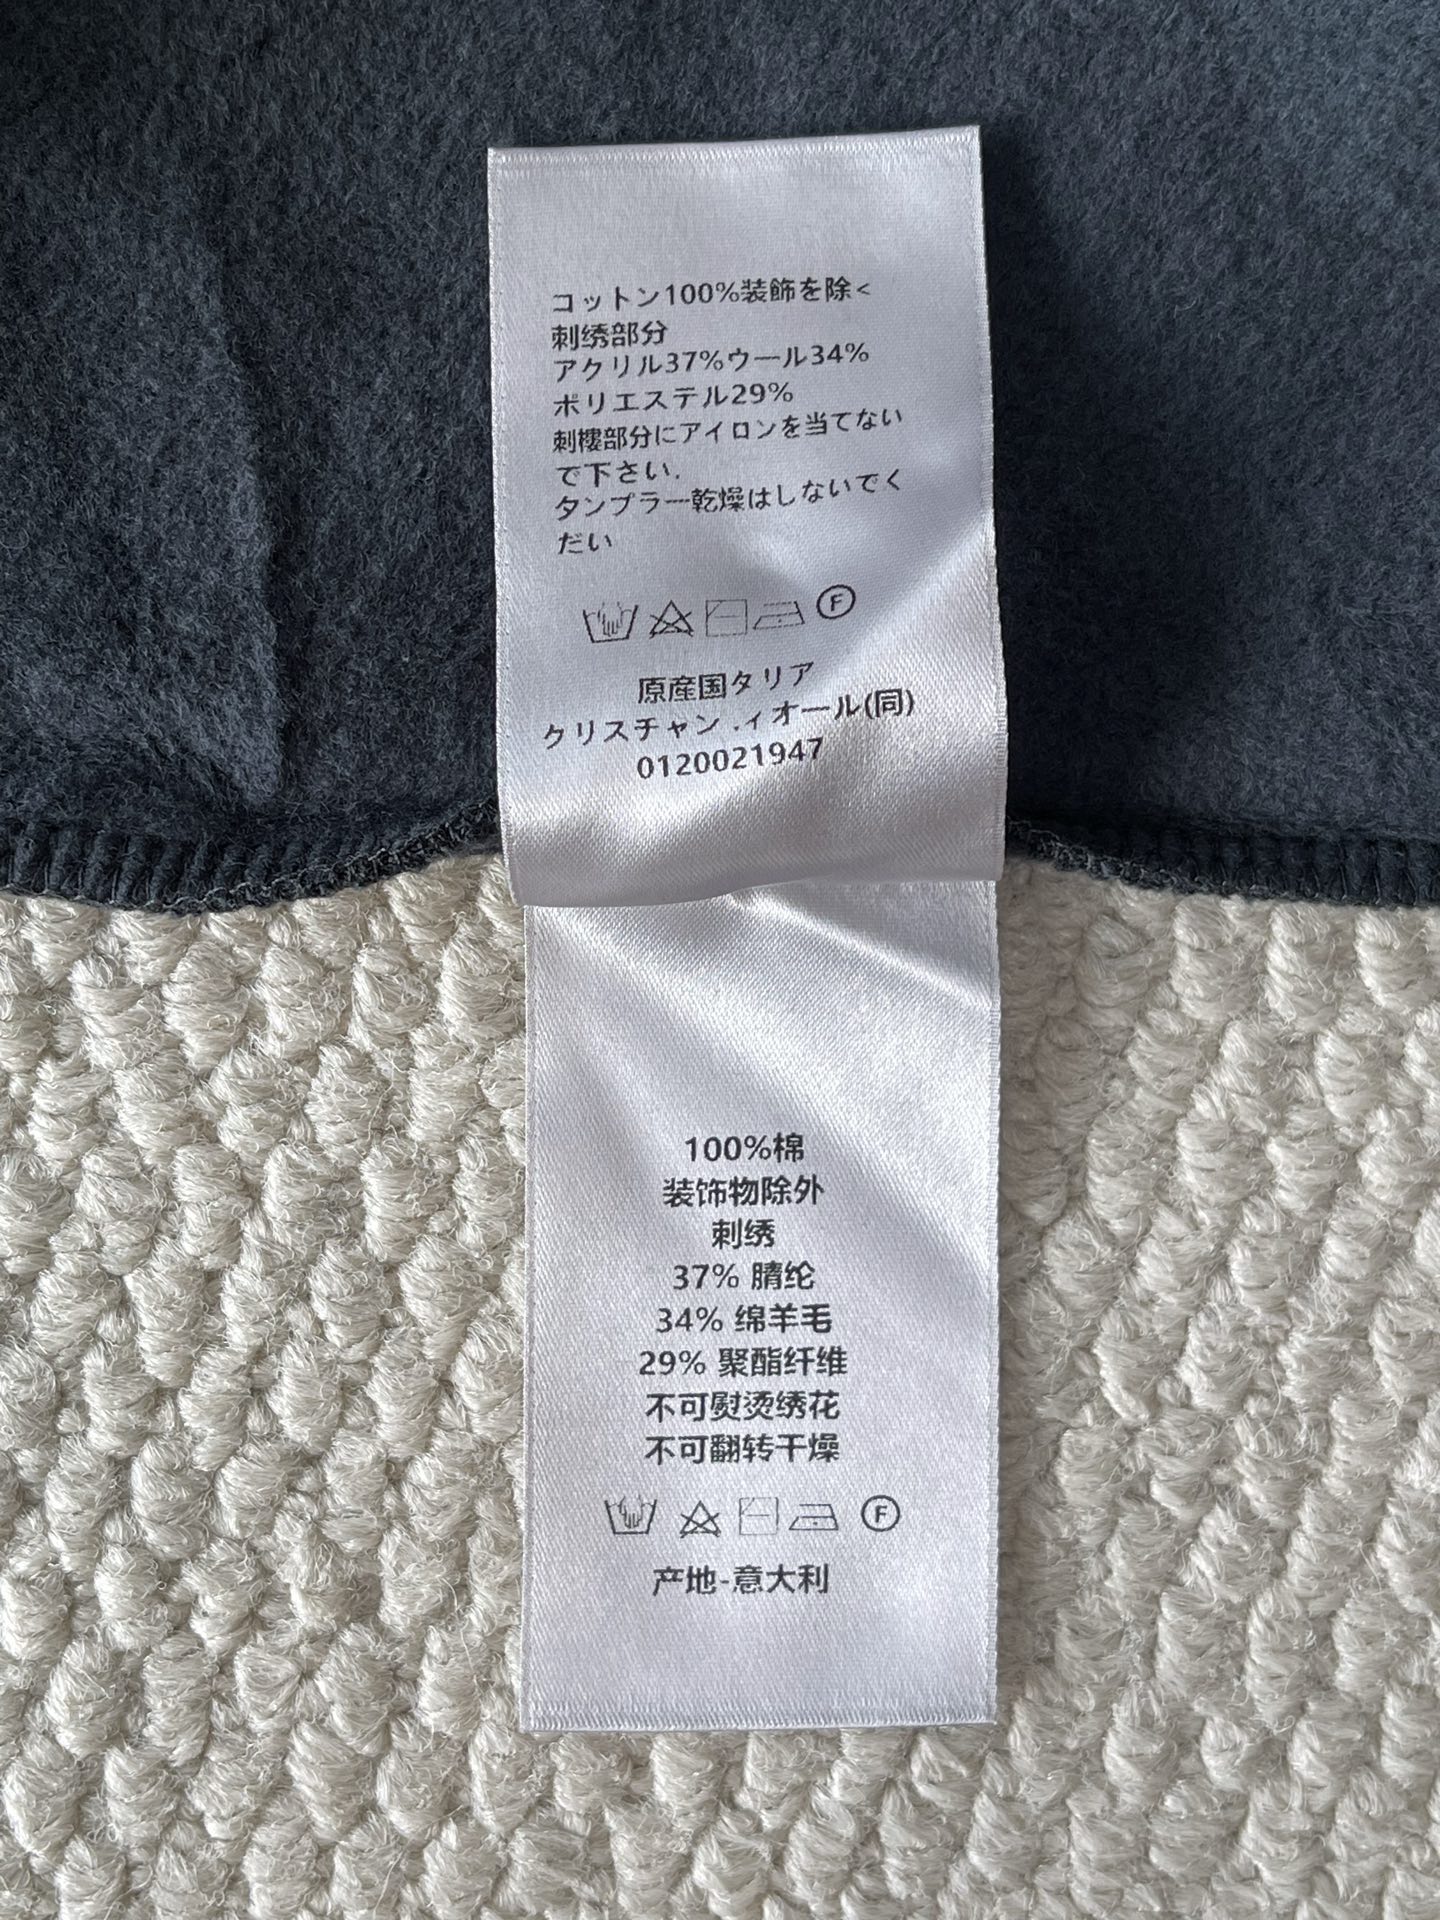 コットン100%装飾を除<
刺绣部分
アクリル37%ウール34%
ポリエステル29%
刺樓部分にアイロンを当てない
で下さい.
タンプラー乾燥はしないでく
だい
F
原産国タリア
クリスチャン.ィオール(同)
0120021947
100%棉
装饰物除外
刺绣
37% 腈纶
34% 绵羊毛
29% 聚酯纤维
不可熨烫绣花
不可翻转干燥
F
产地-意大利